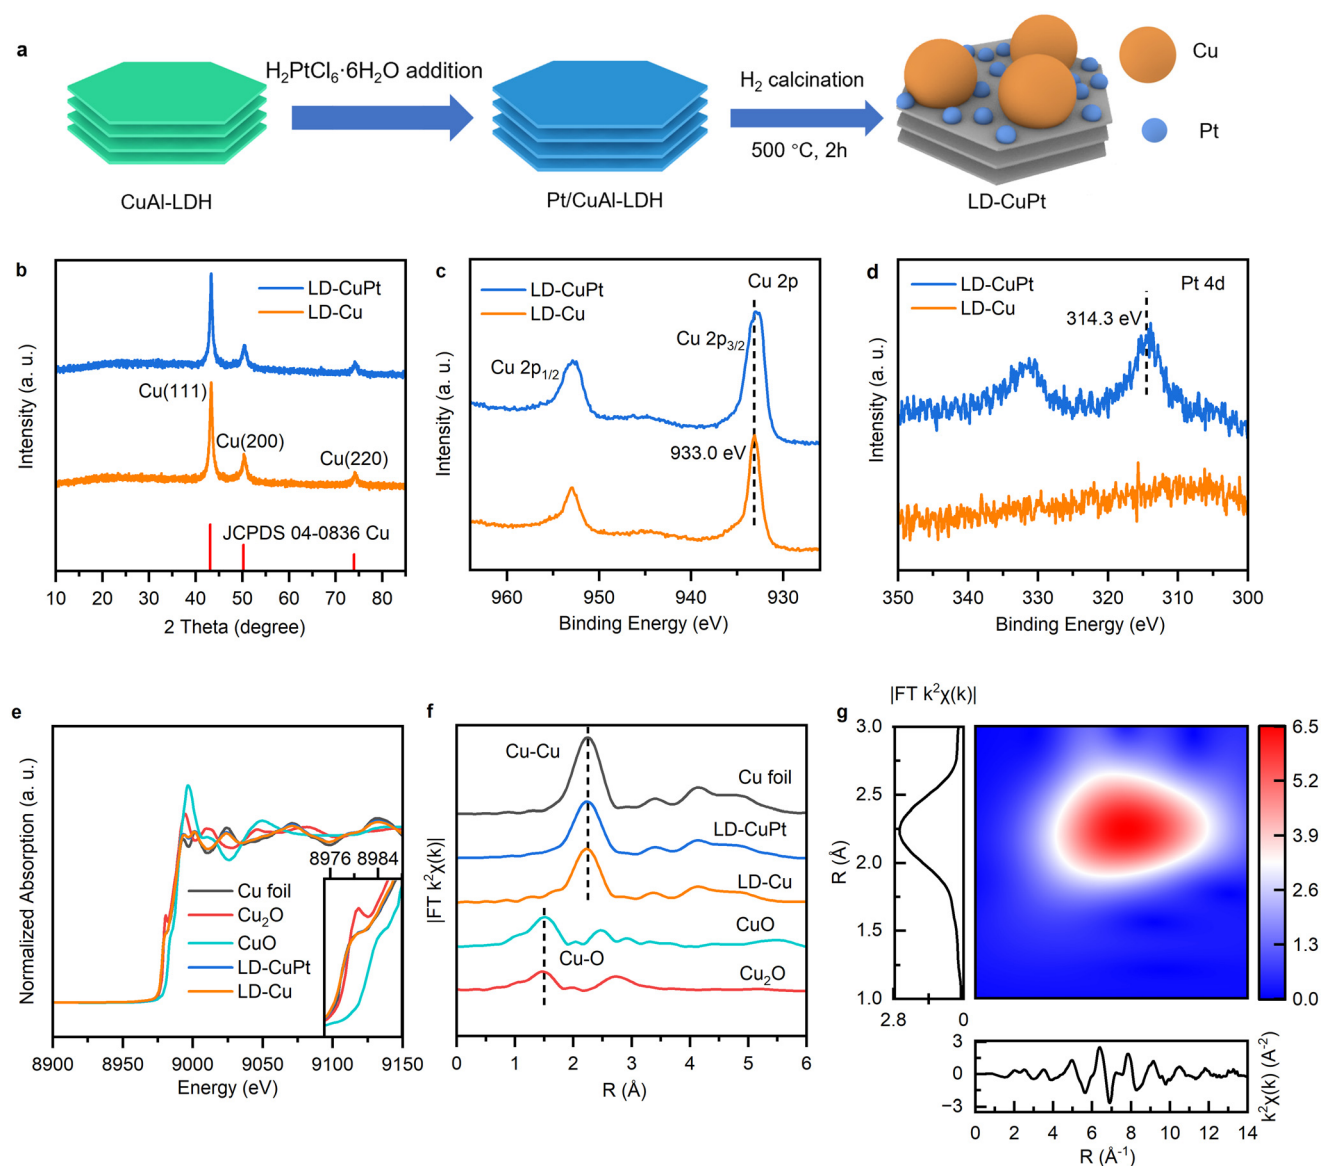 a
H₂PtCl₆·6H₂O addition
H₂ calcination
500 °C, 2h
Cu
Pt
CuAl-LDH
Pt/CuAl-LDH
LD-CuPt
b
LD-CuPt
LD-Cu
Cu(111)
Cu(200)
Cu(220)
JCPDS 04-0836 Cu
Intensity (a. u.)
10 20 30 40 50 60 70 80
2 Theta (degree)
c
Cu 2p
LD-CuPt
LD-Cu
Cu 2p₃/₂
Cu 2p₁/₂
933.0 eV
Intensity (a. u.)
960 950 940 930
Binding Energy (eV)
d
LD-CuPt
LD-Cu
Pt 4d
314.3 eV
Intensity (a. u.)
350 340 330 320 310 300
Binding Energy (eV)
e
Normalized Absorption (a. u.)
8976 8984
Cu foil
Cu₂O
CuO
LD-CuPt
LD-Cu
8900 8950 9000 9050 9100 9150
Energy (eV)
f
Cu-Cu
Cu foil
LD-CuPt
LD-Cu
CuO
Cu-O
Cu₂O
|FT k²χ(k)|
0 1 2 3 4 5 6
R (Å)
g
|FT k²χ(k)|
3.0
2.5
2.0
1.5
1.0
R (Å)
2.8 0
6.5
5.2
3.9
2.6
1.3
0.0
3
0
−3
k²χ(k) (A⁻²)
0 2 4 6 8 10 12 14
R (Å⁻¹)